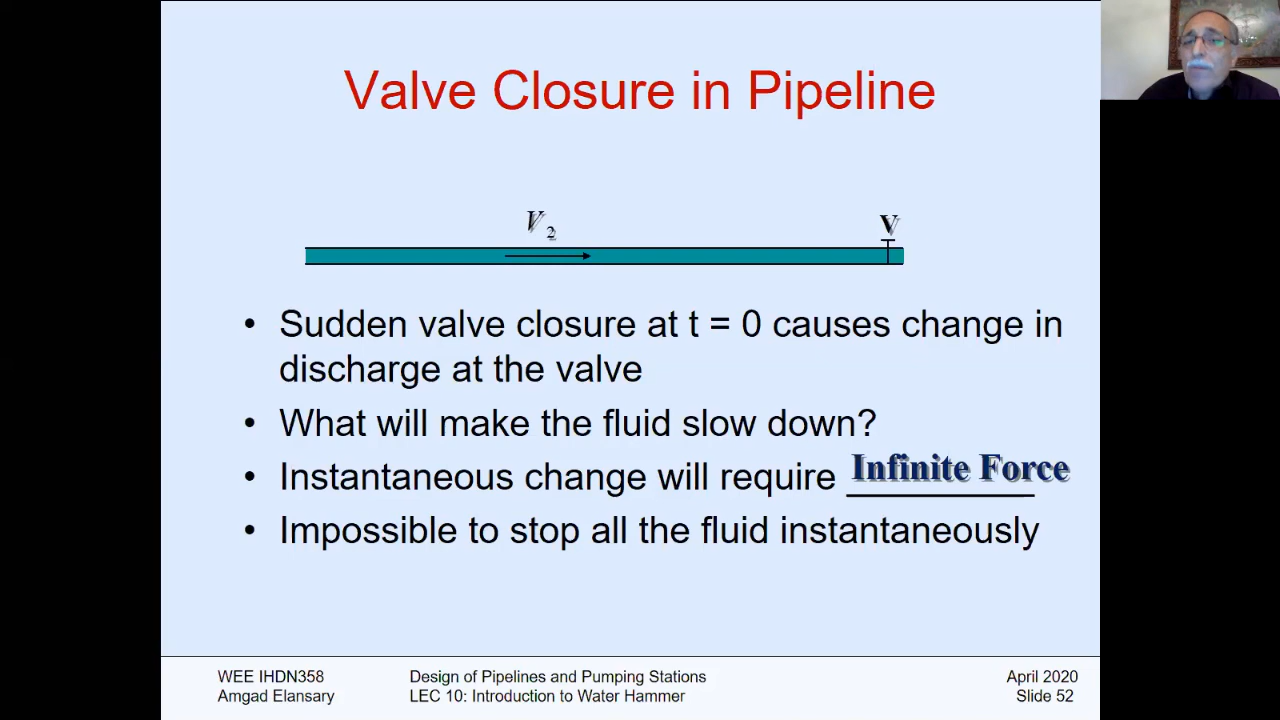 Valve Closure in Pipeline
V 2
V
• Sudden valve closure at t = 0 causes change in
discharge at the valve
• What will make the fluid slow down?
• Instantaneous change will require Infinite Force
• Impossible to stop all the fluid instantaneously
WEE IHDN358 Design of Pipelines and Pumping Stations April 2020
Amgad Elansary LEC 10: Introduction to Water Hammer Slide 52